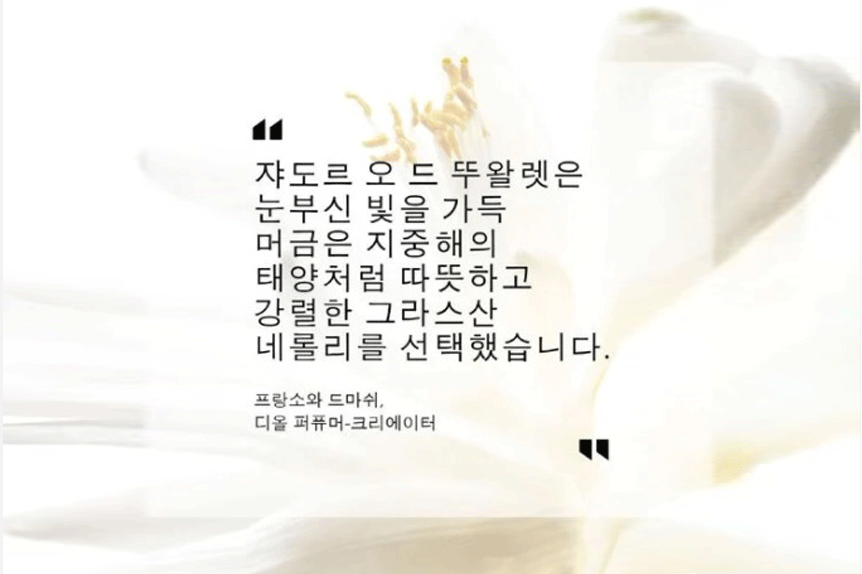 ❝
쟈도르 오 드 뚜왈렛은
눈부신 빛을 가득
머금은 지중해의
태양처럼 따뜻하고
강렬한 그라스산
네롤리를 선택했습니다.
프랑소와 드마쉬,
디올 퍼퓨머-크리에이터
❞